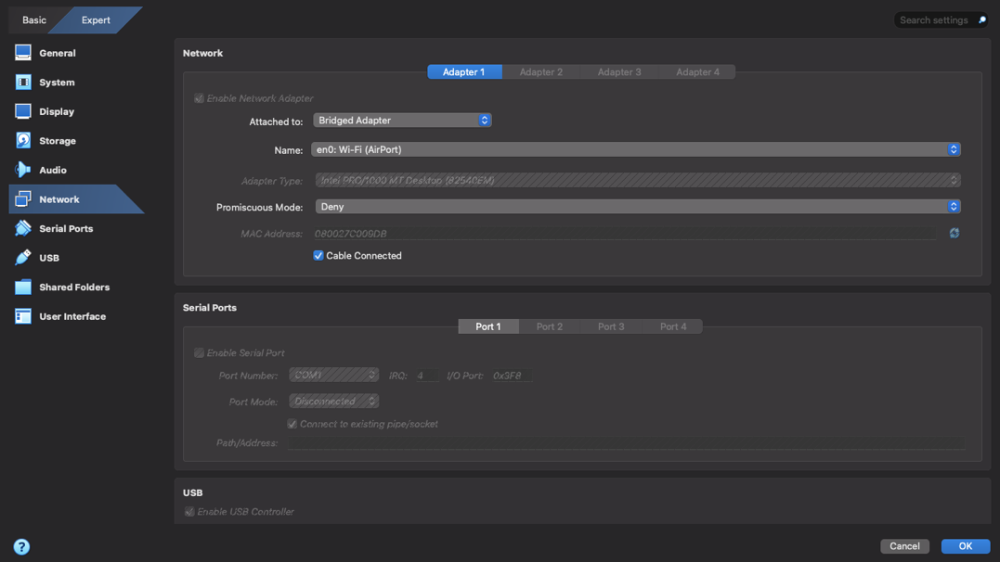 Basic Expert Search settings
General
System
Display
Storage
Audio
Network
Serial Ports
USB
Shared Folders
User Interface
Network
Adapter 1 Adapter 2 Adapter 3 Adapter 4
Enable Network Adapter
Attached to: Bridged Adapter
Name: en0: Wi-Fi (AirPort)
Adapter Type: Intel PRO/1000 MT Desktop (82540EM)
Promiscuous Mode: Deny
MAC Address: 080027C009DB
Cable Connected
Serial Ports
Port 1 Port 2 Port 3 Port 4
Enable Serial Port
Port Number: COM1 IRQ: 4 I/O Port: 0x3F8
Port Mode: Disconnected
Connect to existing pipe/socket
Path/Address:
USB
Enable USB Controller
? Cancel OK